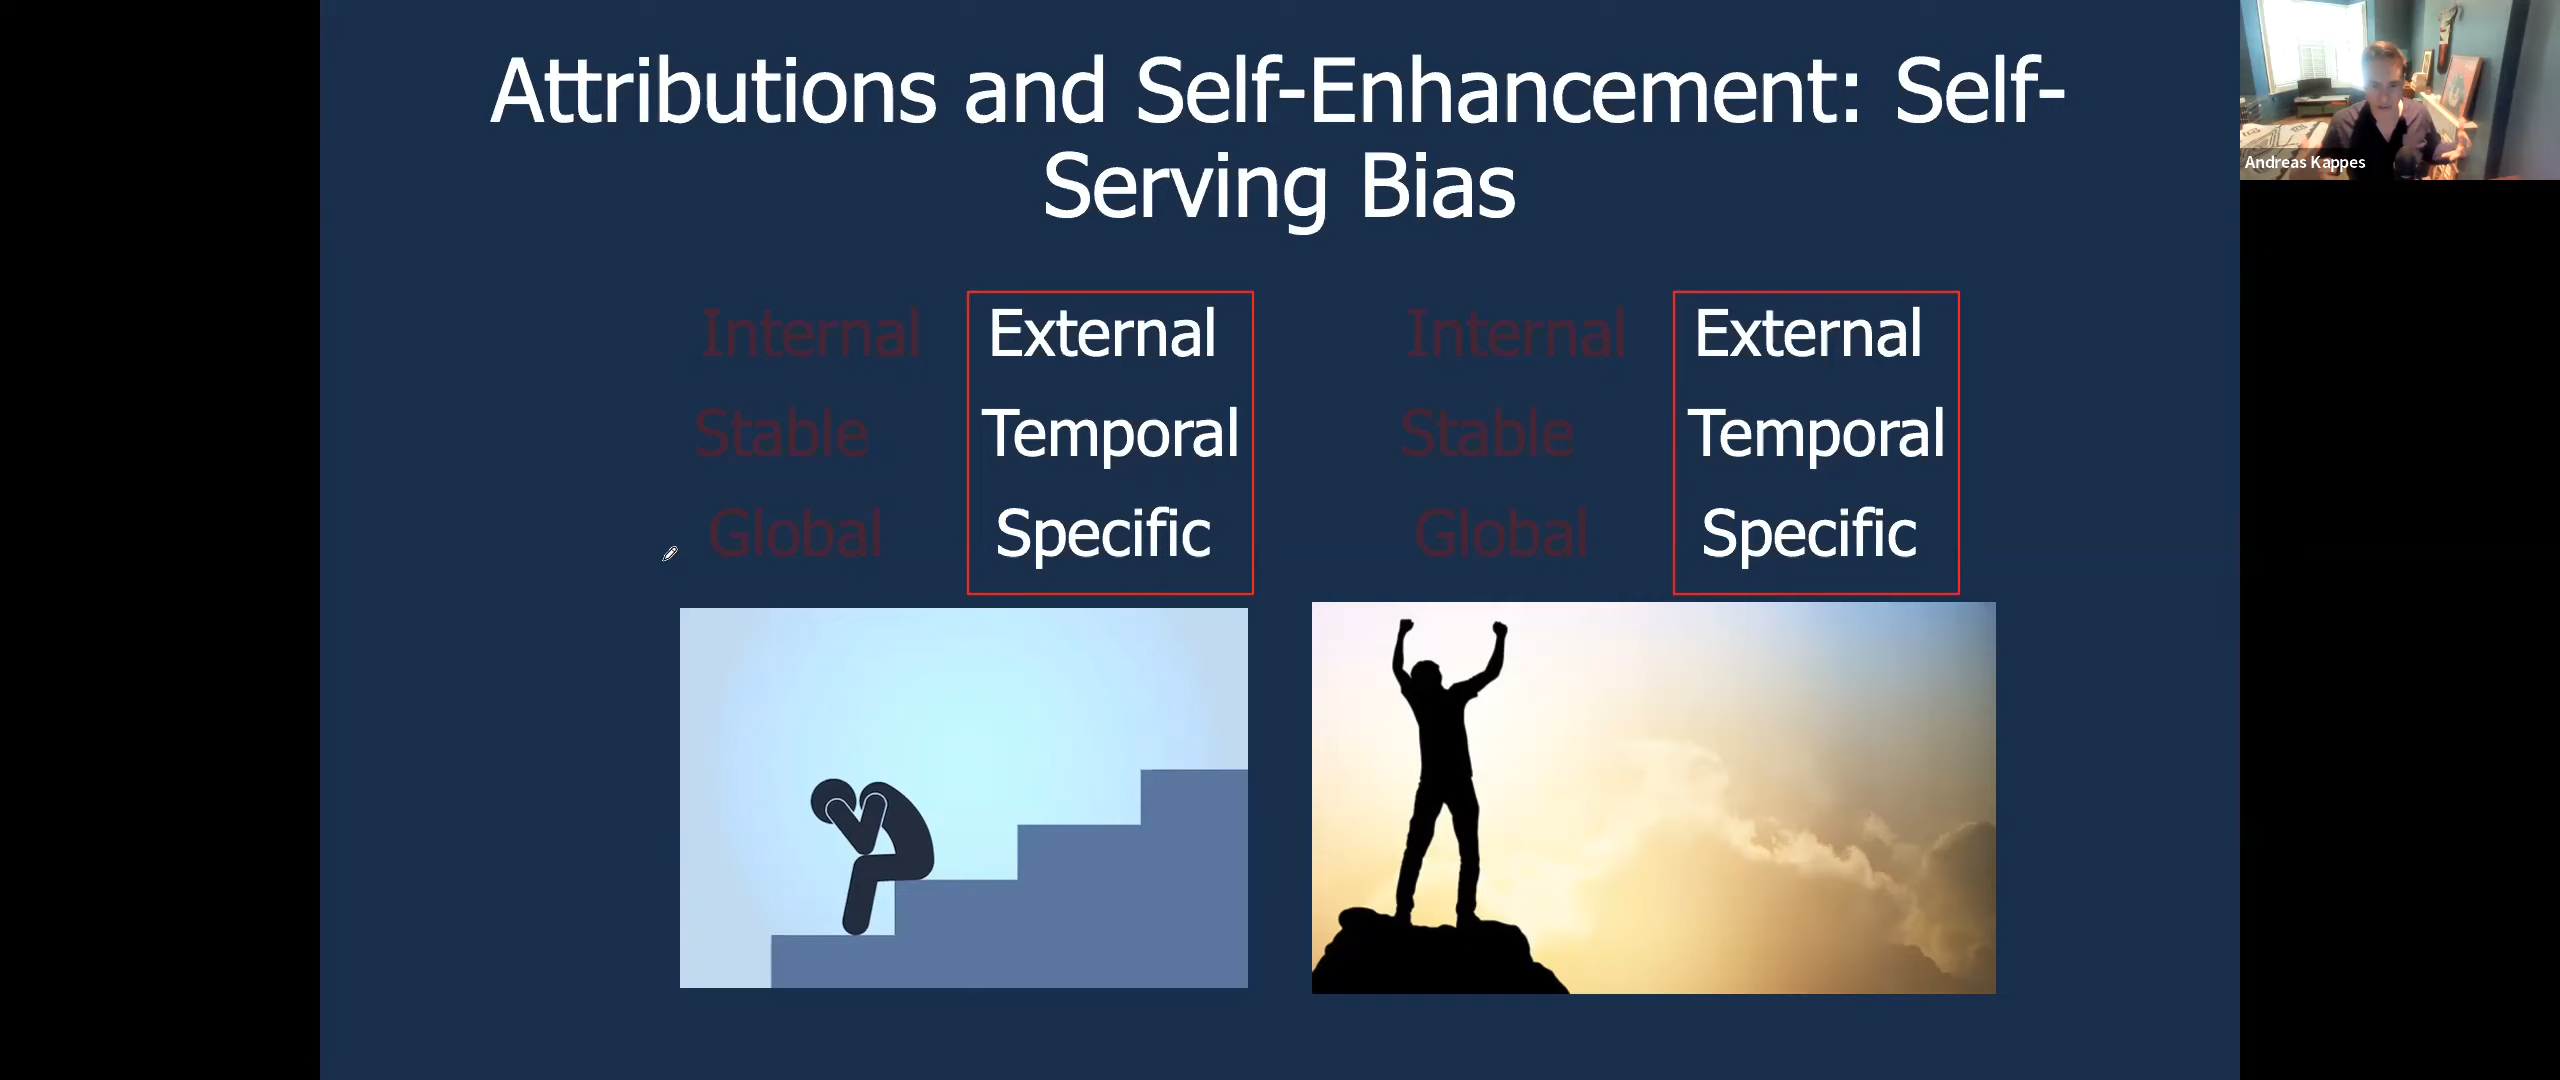 Attributions and Self-Enhancement: Self-
Serving Bias
Internal External Internal External
Stable Temporal Stable Temporal
Global Specific Global Specific
Andreas Kappes